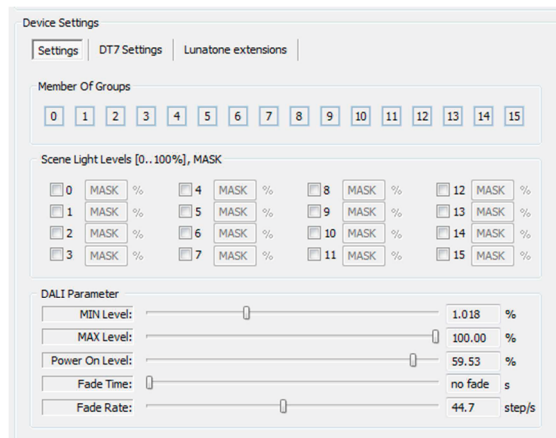 Device Settings
Settings DT7 Settings Lunatone extensions
Member Of Groups
0 1 2 3 4 5 6 7 8 9 10 11 12 13 14 15
Scene Light Levels [0..100%], MASK
0 MASK % 4 MASK % 8 MASK % 12 MASK %
1 MASK % 5 MASK % 9 MASK % 13 MASK %
2 MASK % 6 MASK % 10 MASK % 14 MASK %
3 MASK % 7 MASK % 11 MASK % 15 MASK %
DALI Parameter
MIN Level: 1.018 %
MAX Level: 100.00 %
Power On Level: 59.53 %
Fade Time: no fade s
Fade Rate: 44.7 step/s